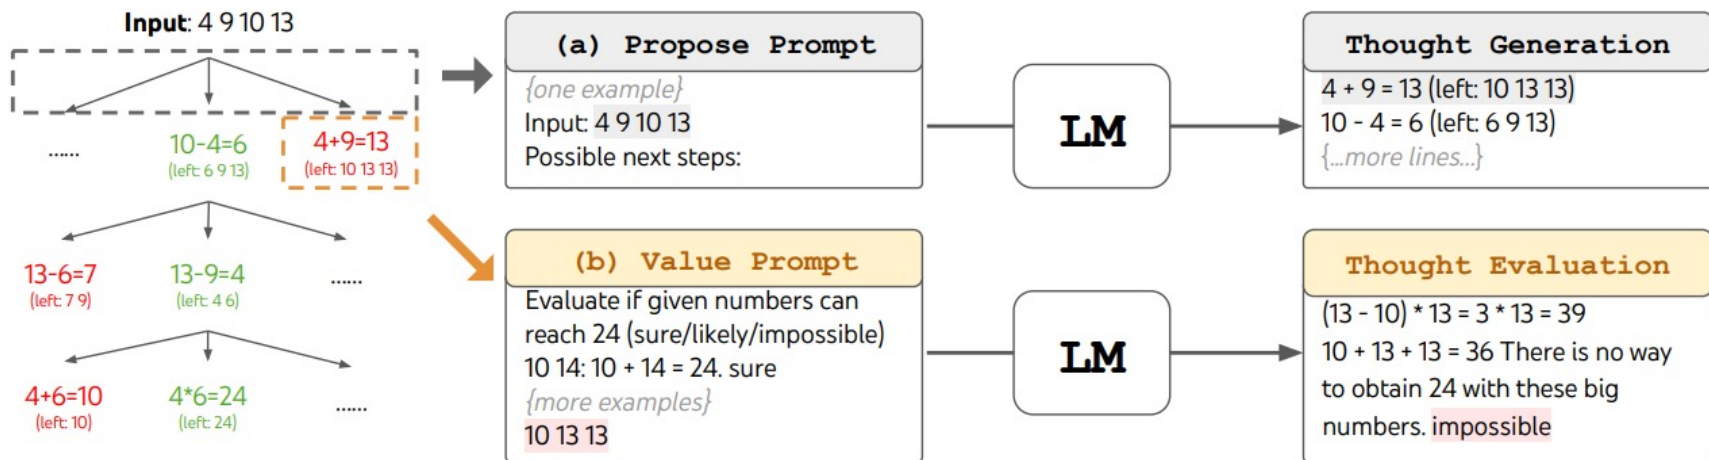 Input: 4 9 10 13
......
10-4=6
(left: 6 9 13)
4+9=13
(left: 10 13 13)
13-6=7
(left: 7 9)
13-9=4
(left: 4 6)
......
4+6=10
(left: 10)
4*6=24
(left: 24)
......
(a) Propose Prompt
{one example}
Input: 4 9 10 13
Possible next steps:
LM
Thought Generation
4 + 9 = 13 (left: 10 13 13)
10 - 4 = 6 (left: 6 9 13)
{...more lines...}
(b) Value Prompt
Evaluate if given numbers can
reach 24 (sure/likely/impossible)
10 14: 10 + 14 = 24. sure
{more examples}
10 13 13
LM
Thought Evaluation
(13 - 10) * 13 = 3 * 13 = 39
10 + 13 + 13 = 36 There is no way
to obtain 24 with these big
numbers. impossible